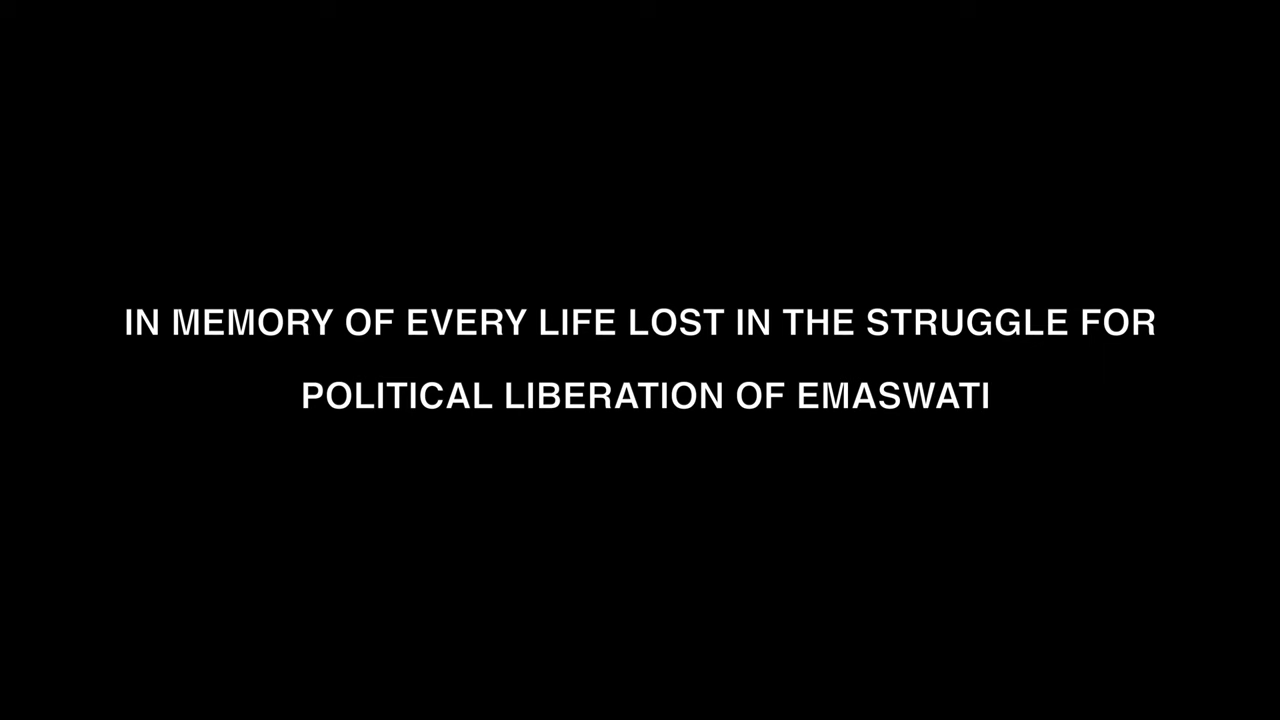 IN MEMORY OF EVERY LIFE LOST IN THE STRUGGLE FOR
POLITICAL LIBERATION OF EMASWATI